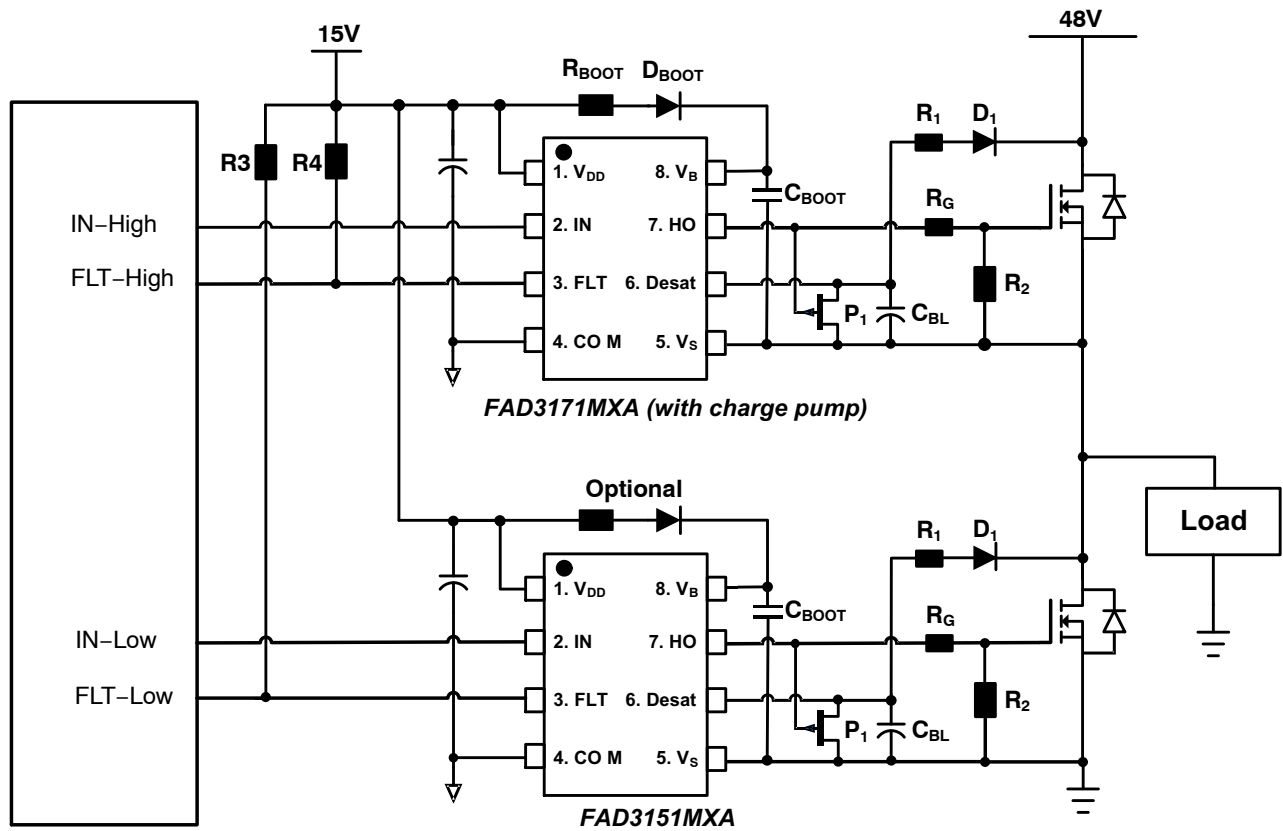 15V
48V
RBOOT DBOOT
R1 D1
R3 R4
1. VDD 8. VB
CBOOT
IN–High
2. IN 7. HO
RG
FLT–High
3. FLT 6. Desat
P1 CBL
R2
4. CO M 5. VS
FAD3171MXA (with charge pump)
Optional
Load
R1 D1
1. VDD 8. VB
CBOOT
IN–Low
2. IN 7. HO
RG
FLT–Low
3. FLT 6. Desat
P1 CBL
R2
4. CO M 5. VS
FAD3151MXA